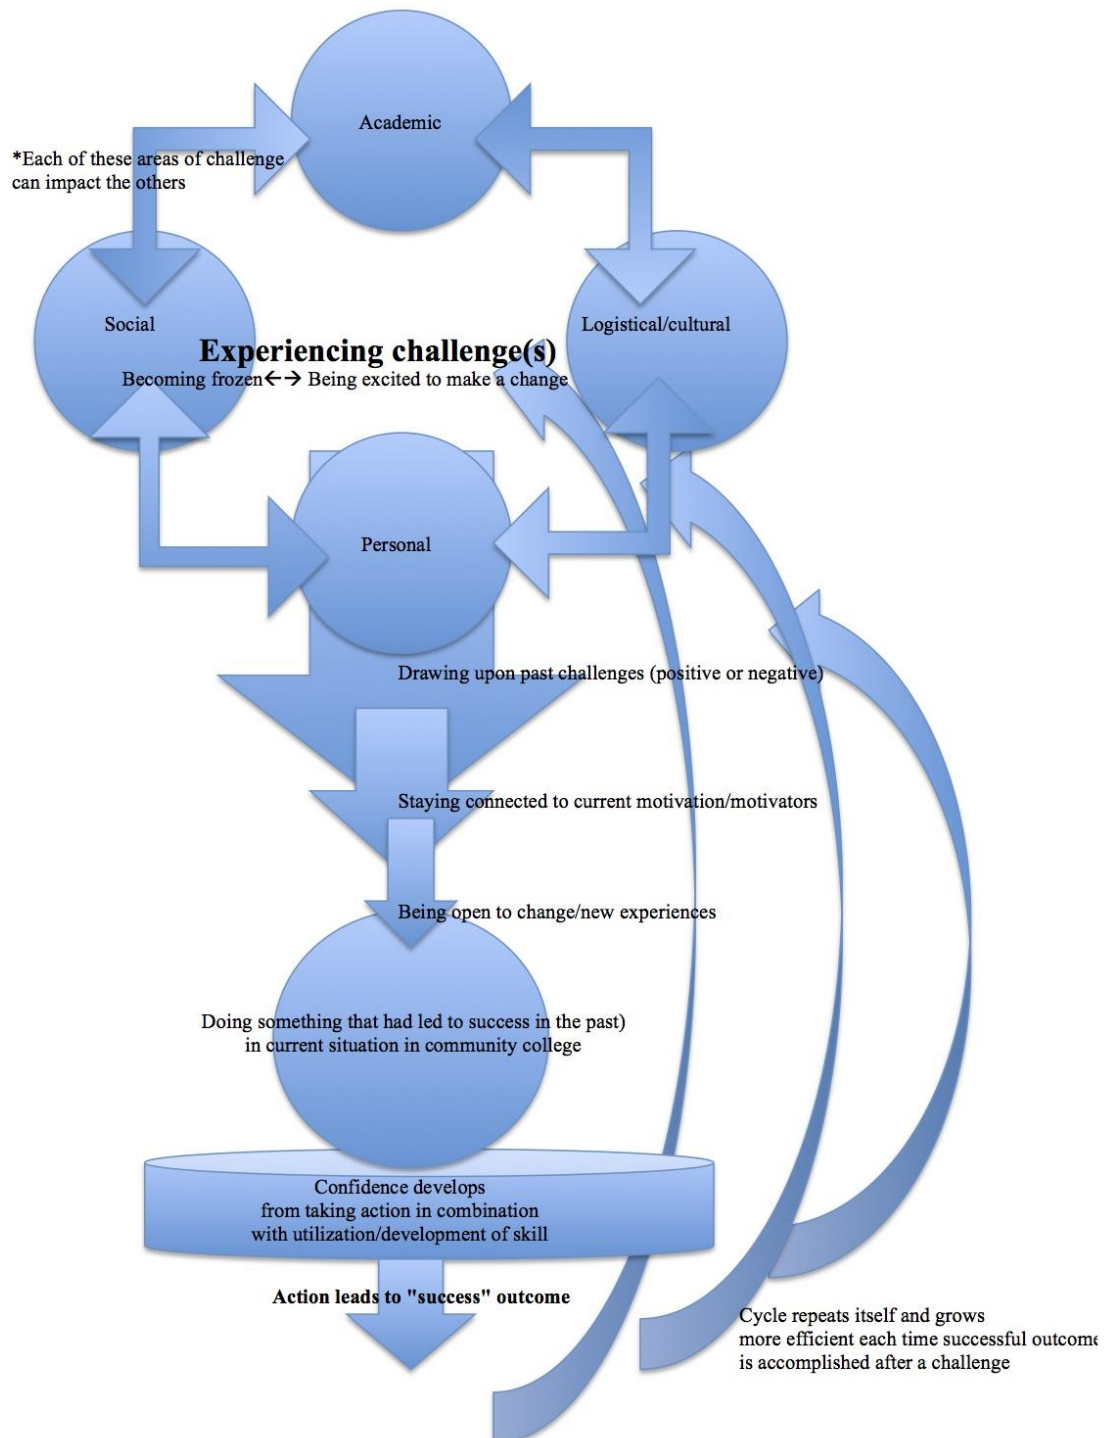 Academic
*Each of these areas of challenge
can impact the others
Social
Logistical/cultural
Experiencing challenge(s)
Becoming frozen←→ Being excited to make a change
Personal
Drawing upon past challenges (positive or negative)
Staying connected to current motivation/motivators
Being open to change/new experiences
Doing something that had led to success in the past)
in current situation in community college
Confidence develops
from taking action in combination
with utilization/development of skill
Action leads to "success" outcome
Cycle repeats itself and grows
more efficient each time successful outcome
is accomplished after a challenge